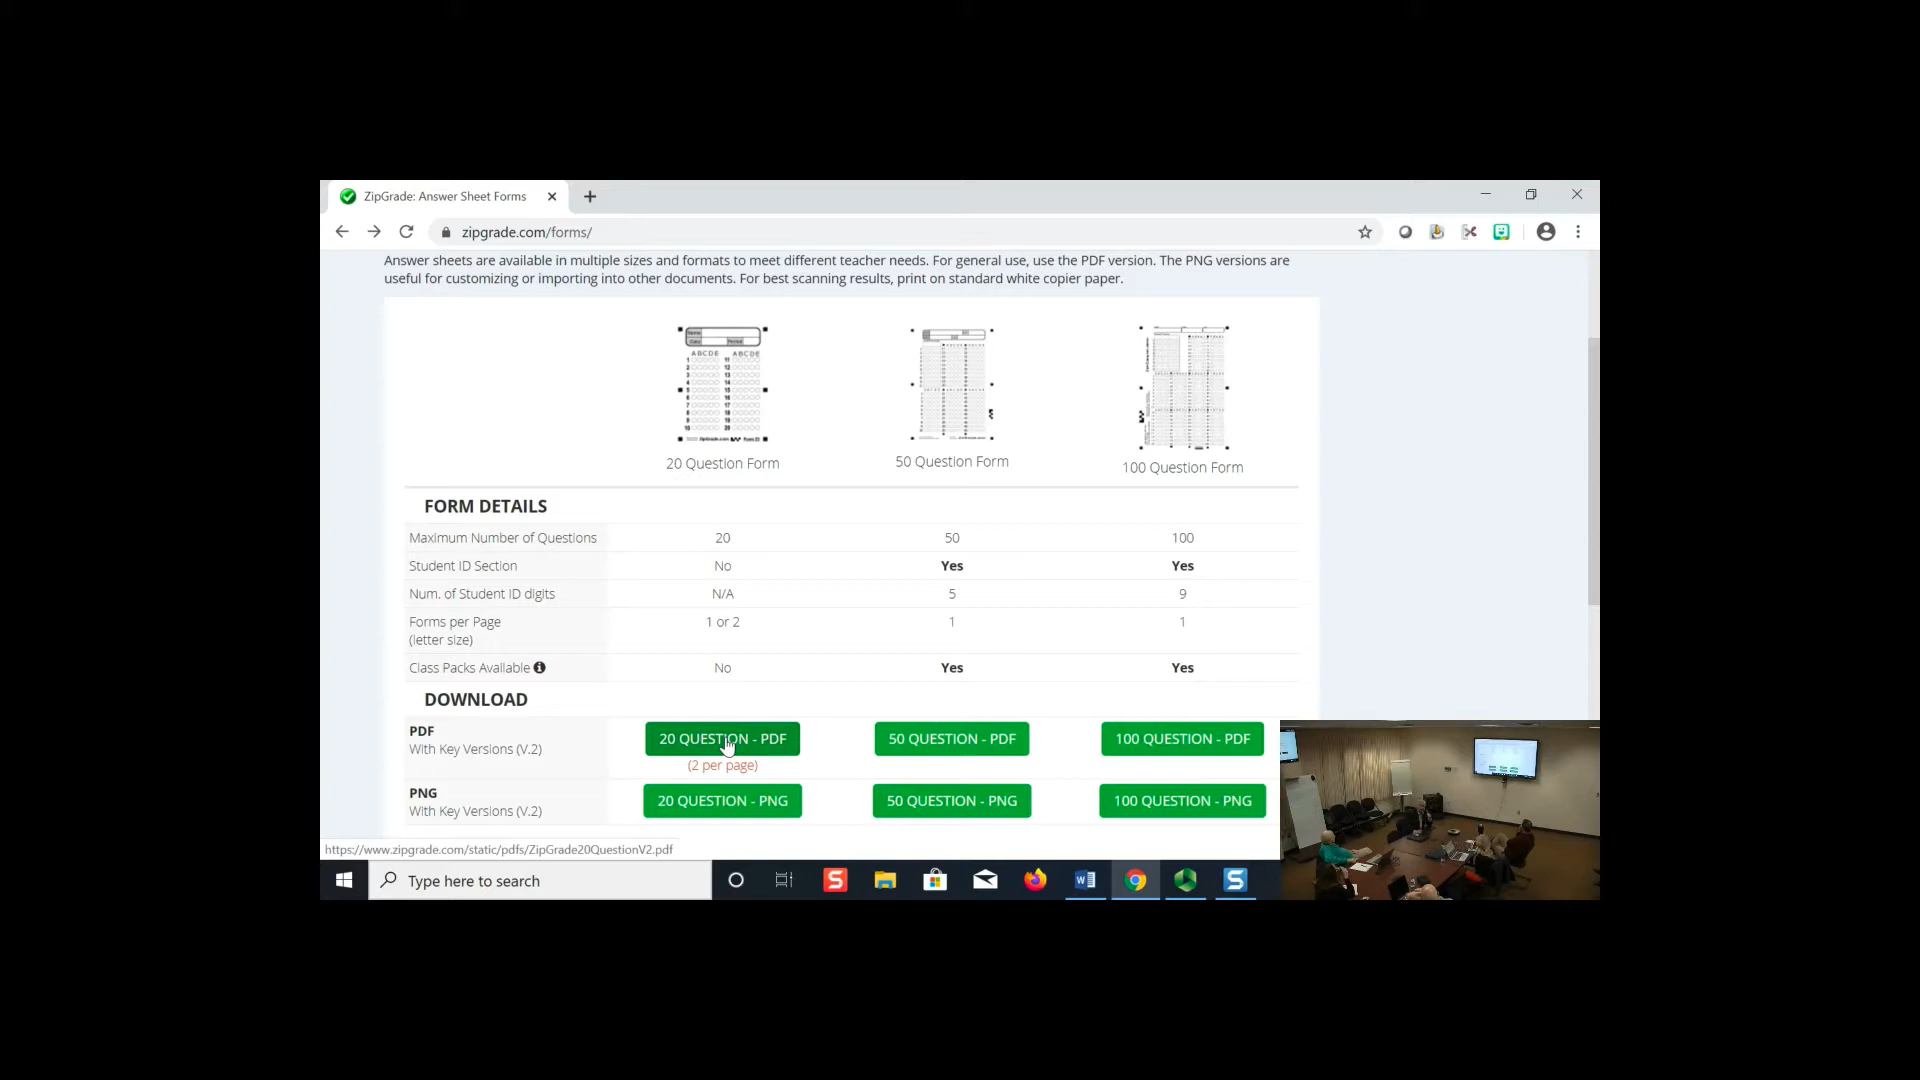 ZipGrade: Answer Sheet Forms
zipgrade.com/forms/
Answer sheets are available in multiple sizes and formats to meet different teacher needs. For general use, use the PDF version. The PNG versions are
useful for customizing or importing into other documents. For best scanning results, print on standard white copier paper.
A B C D E A B C D E
20 Question Form
50 Question Form
100 Question Form
FORM DETAILS
Maximum Number of Questions 20 50 100
Student ID Section No Yes Yes
Num. of Student ID digits N/A 5 9
Forms per Page 1 or 2 1 1
(letter size)
Class Packs Available No Yes Yes
DOWNLOAD
PDF
With Key Versions (V.2)
20 QUESTION - PDF 50 QUESTION - PDF 100 QUESTION - PDF
(2 per page)
PNG
With Key Versions (V.2)
20 QUESTION - PNG 50 QUESTION - PNG 100 QUESTION - PNG
https://www.zipgrade.com/static/pdfs/ZipGrade20QuestionV2.pdf
Type here to search